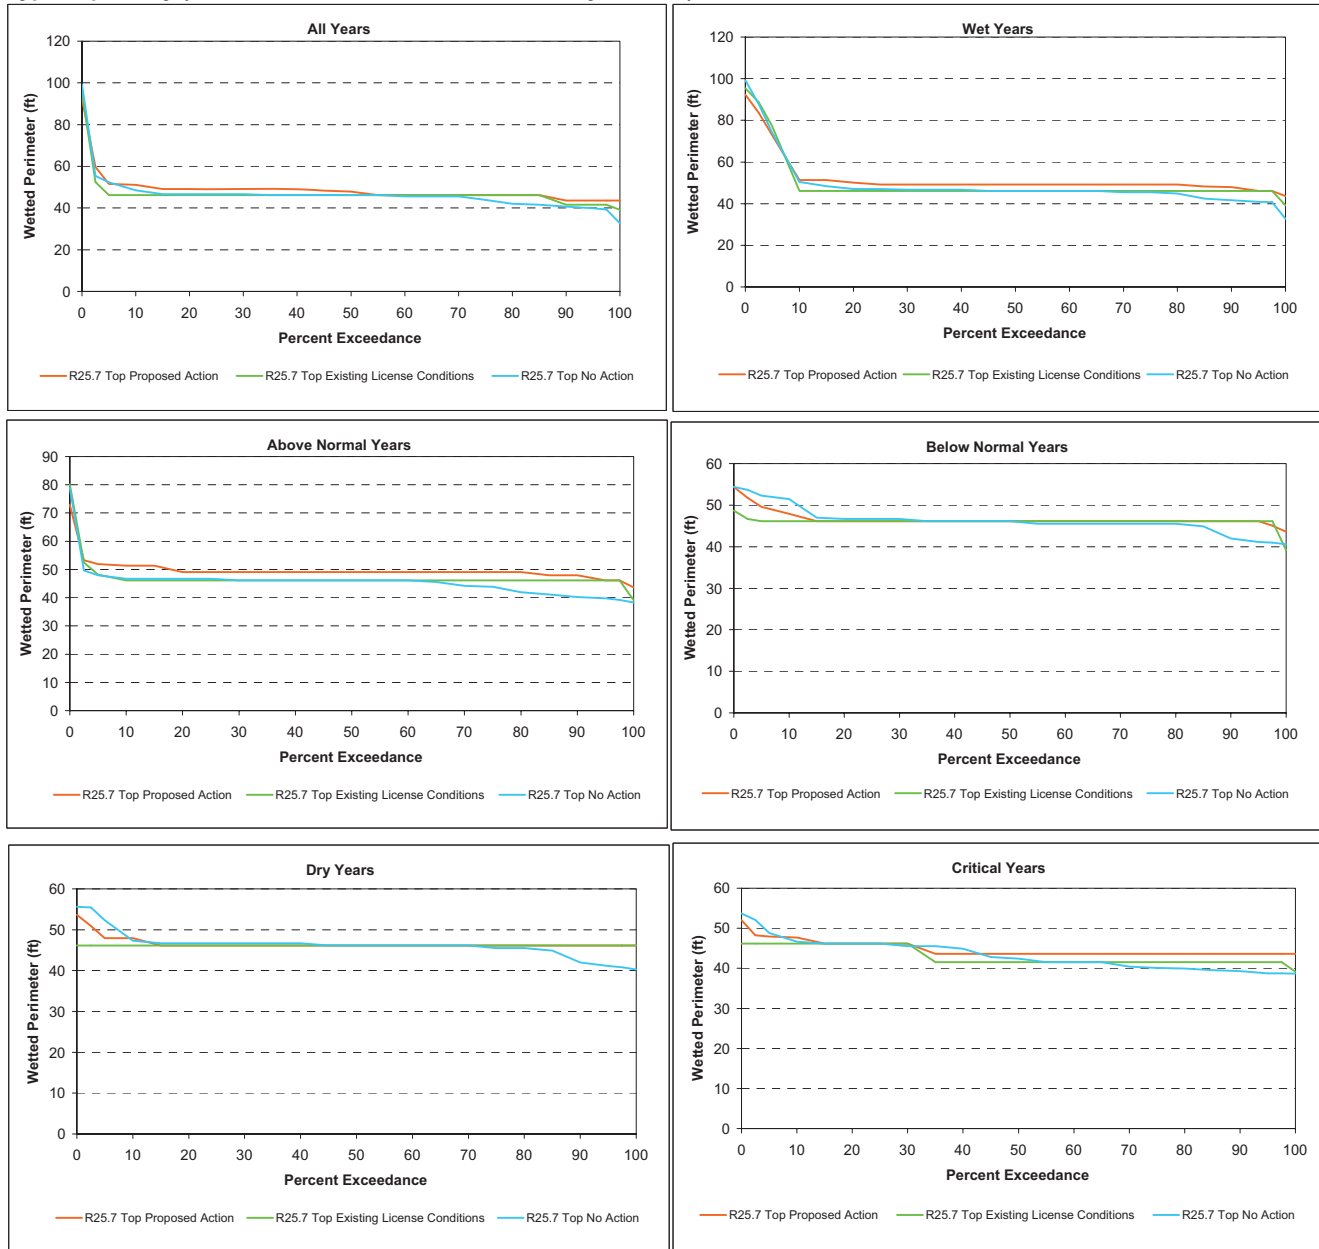 All Years
120
100
80
60
40
20
0
Wetted Perimeter (ft)
0 10 20 30 40 50 60 70 80 90 100
Percent Exceedance
R25.7 Top Proposed Action R25.7 Top Existing License Conditions R25.7 Top No Action
Wet Years
120
100
80
60
40
20
0
Wetted Perimeter (ft)
0 10 20 30 40 50 60 70 80 90 100
Percent Exceedance
R25.7 Top Proposed Action R25.7 Top Existing License Conditions R25.7 Top No Action
Above Normal Years
90
80
70
60
50
40
30
20
10
0
Wetted Perimeter (ft)
0 10 20 30 40 50 60 70 80 90 100
Percent Exceedance
R25.7 Top Proposed Action R25.7 Top Existing License Conditions R25.7 Top No Action
Below Normal Years
60
50
40
30
20
10
0
Wetted Perimeter (ft)
0 10 20 30 40 50 60 70 80 90 100
Percent Exceedance
R25.7 Top Proposed Action R25.7 Top Existing License Conditions R25.7 Top No Action
Dry Years
60
50
40
30
20
10
0
Wetted Perimeter (ft)
0 10 20 30 40 50 60 70 80 90 100
Percent Exceedance
R25.7 Top Proposed Action R25.7 Top Existing License Conditions R25.7 Top No Action
Critical Years
60
50
40
30
20
10
0
Wetted Perimeter (ft)
0 10 20 30 40 50 60 70 80 90 100
Percent Exceedance
R25.7 Top Proposed Action R25.7 Top Existing License Conditions R25.7 Top No Action